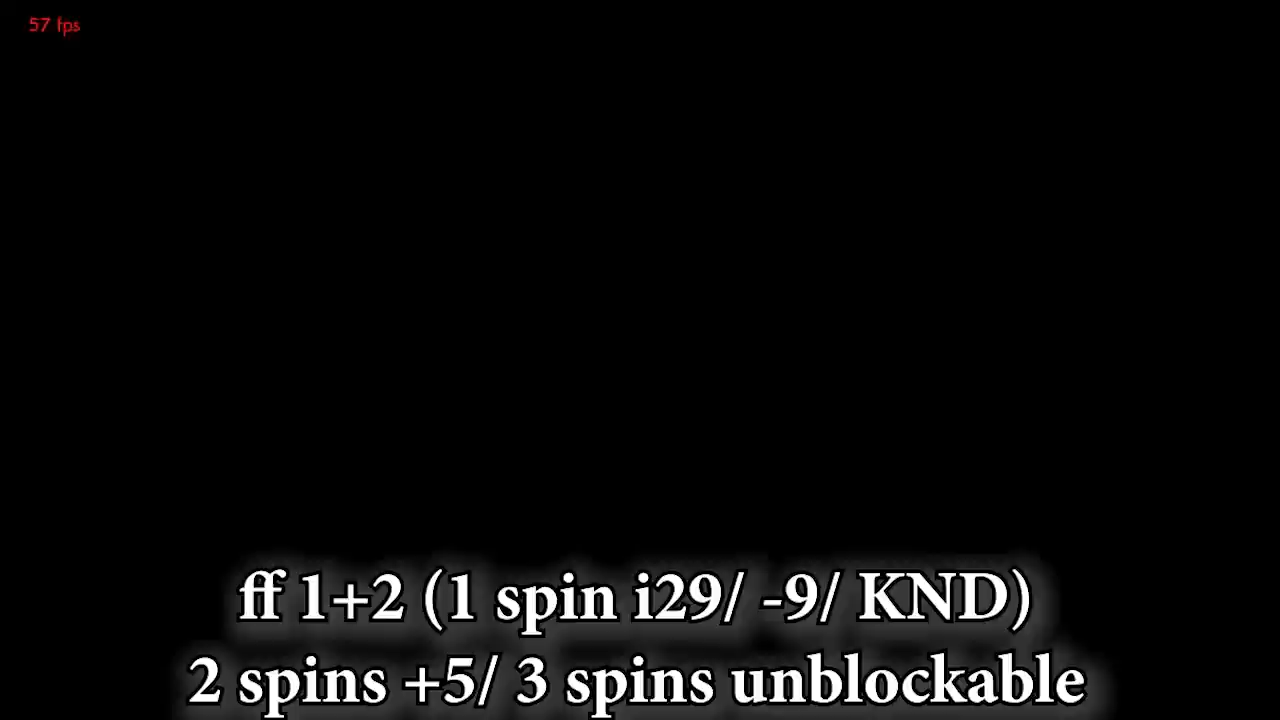 57 fps
ff 1+2 (1 spin i29/ -9/ KND)
2 spins +5/ 3 spins unblockable